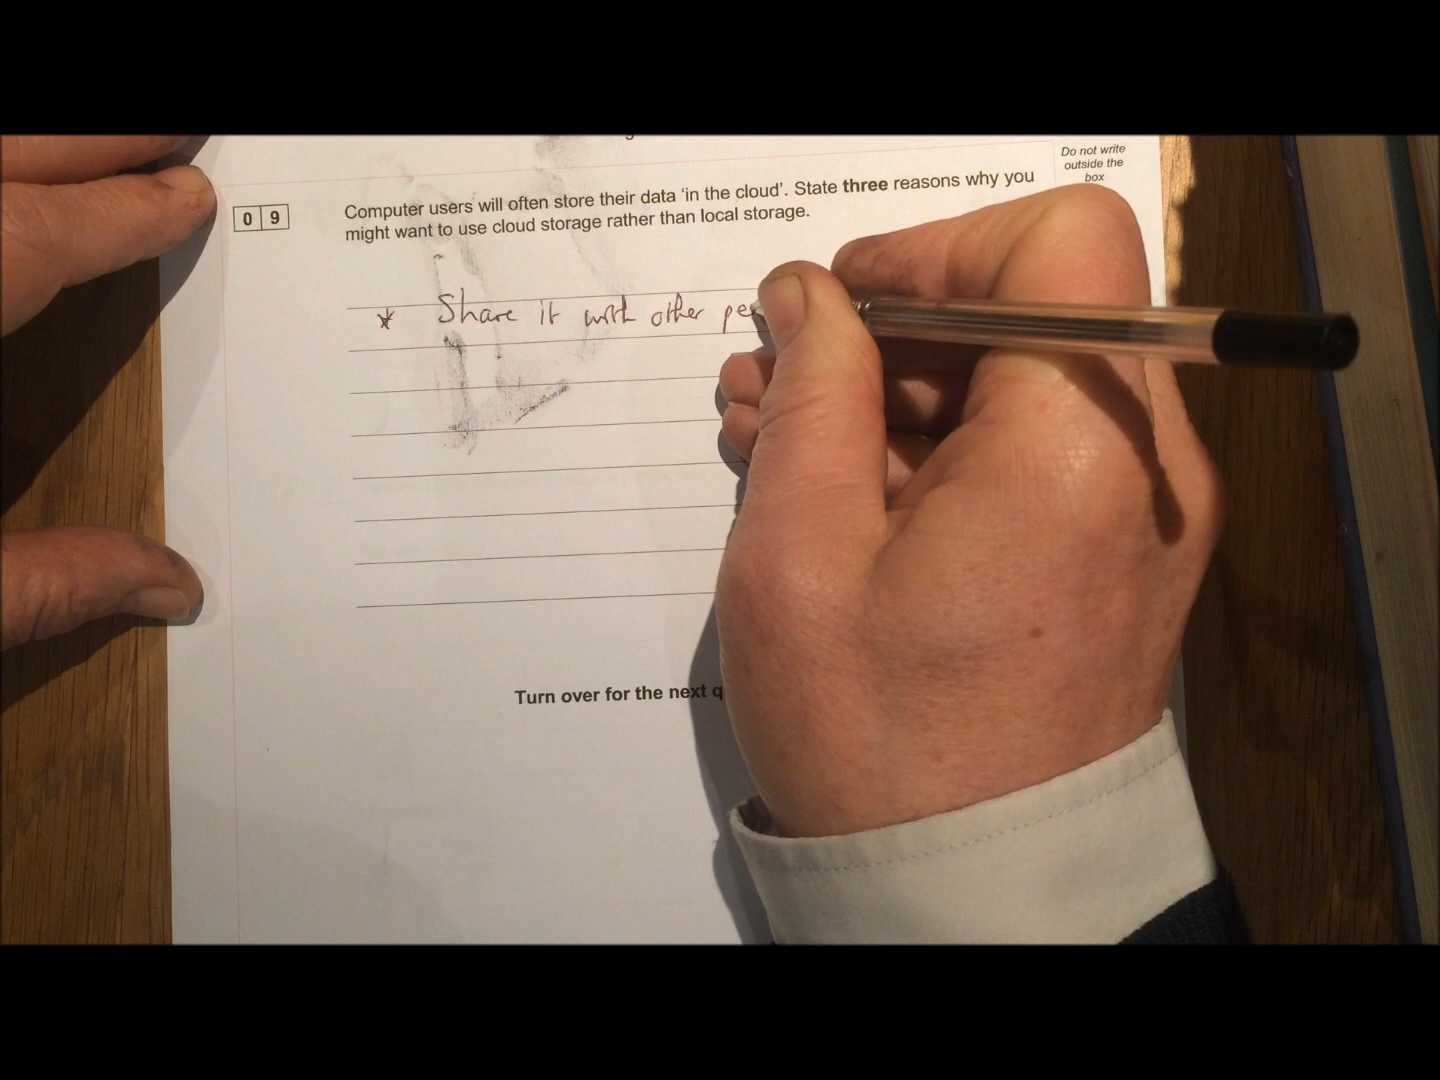 Do not write
outside the
box
0 9
Computer users will often store their data ‘in the cloud’. State three reasons why you
might want to use cloud storage rather than local storage.
* Share it with other pe
Turn over for the next q